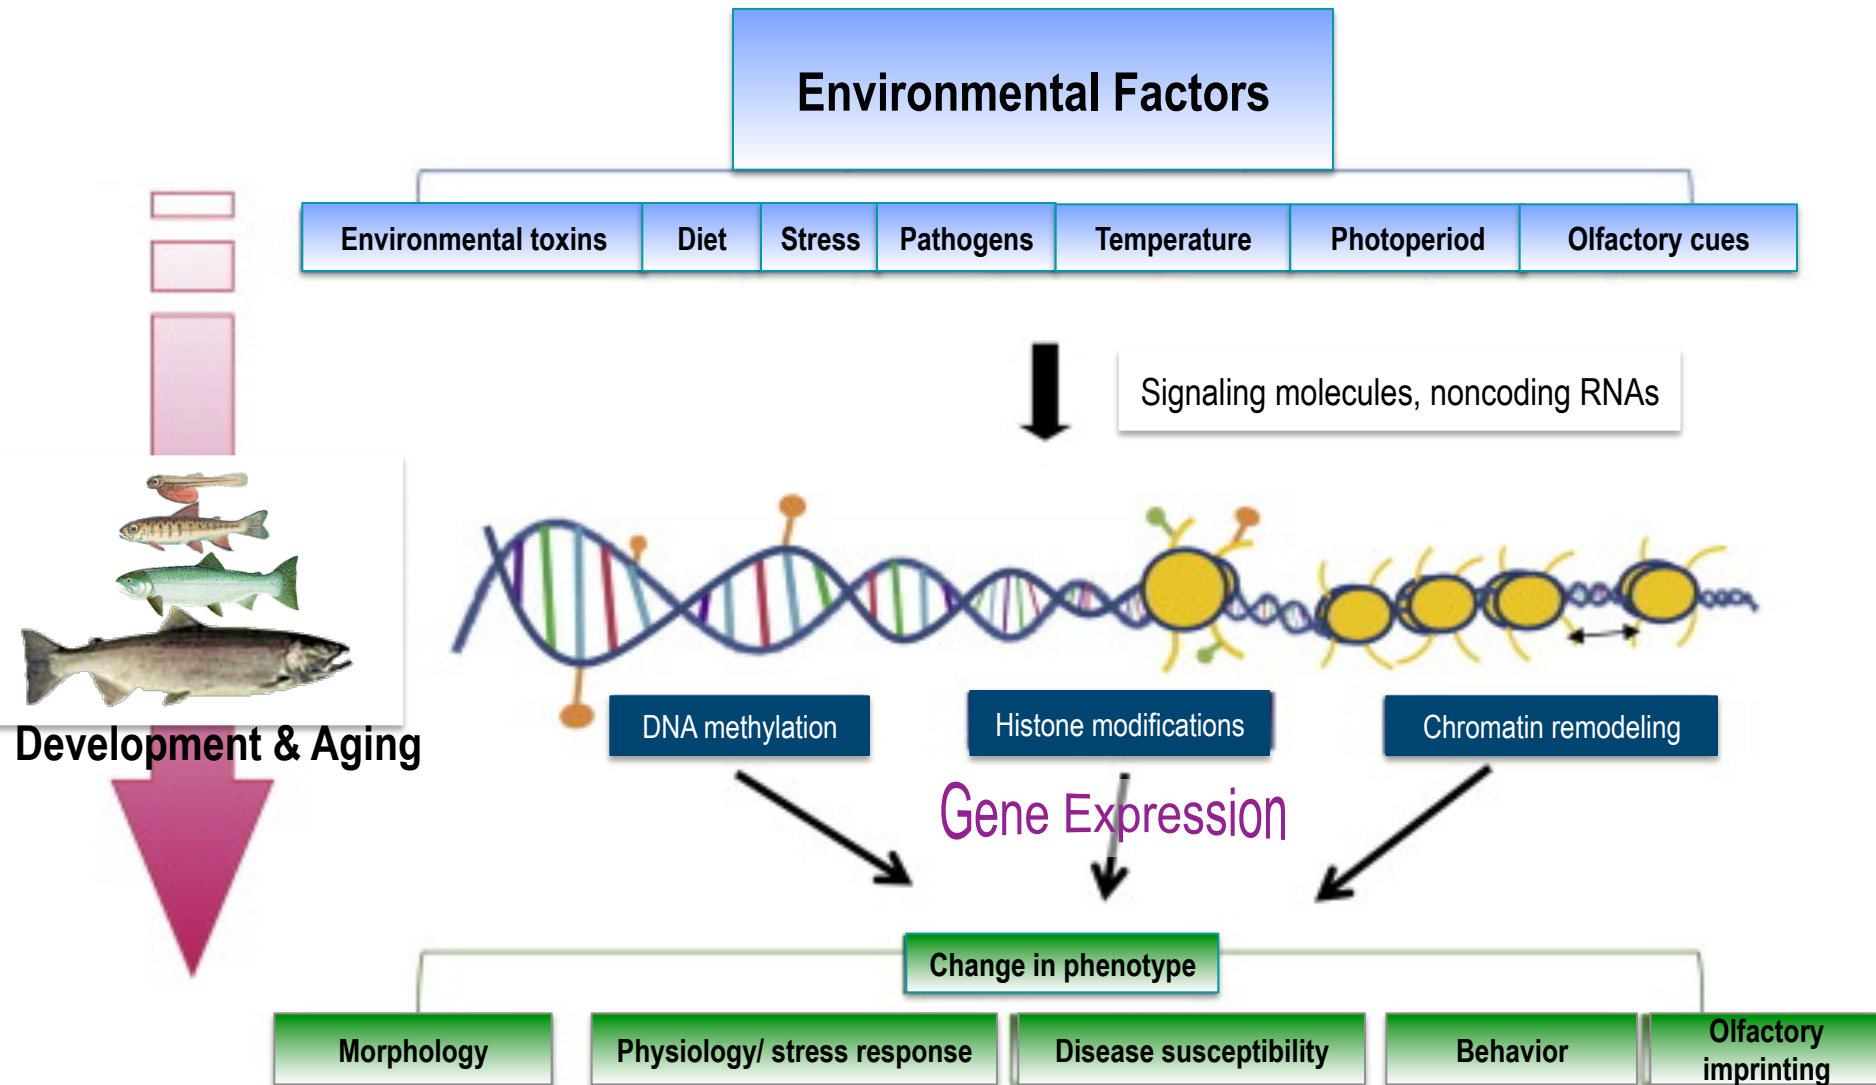 Environmental Factors
Environmental toxins
Diet
Stress
Pathogens
Temperature
Photoperiod
Olfactory cues
Signaling molecules, noncoding RNAs
Development & Aging
DNA methylation
Histone modifications
Chromatin remodeling
Gene Expression
Change in phenotype
Morphology
Physiology/ stress response
Disease susceptibility
Behavior
Olfactory
imprinting